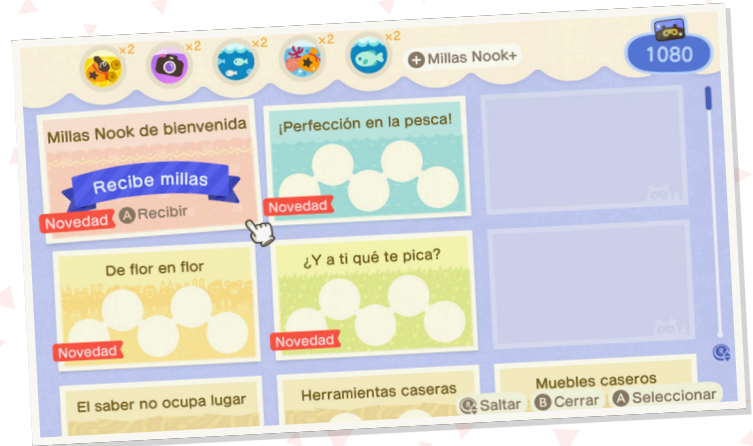 ×2
×2
×2
×2
×2
+ Millas Nook+
1080
Millas Nook de bienvenida
Recibe millas
Novedad
A Recibir
¡Perfección en la pesca!
Novedad
De flor en flor
Novedad
¿Y a ti qué te pica?
Novedad
El saber no ocupa lugar
Herramientas caseras
Muebles caseros
Saltar
B Cerrar
A Seleccionar